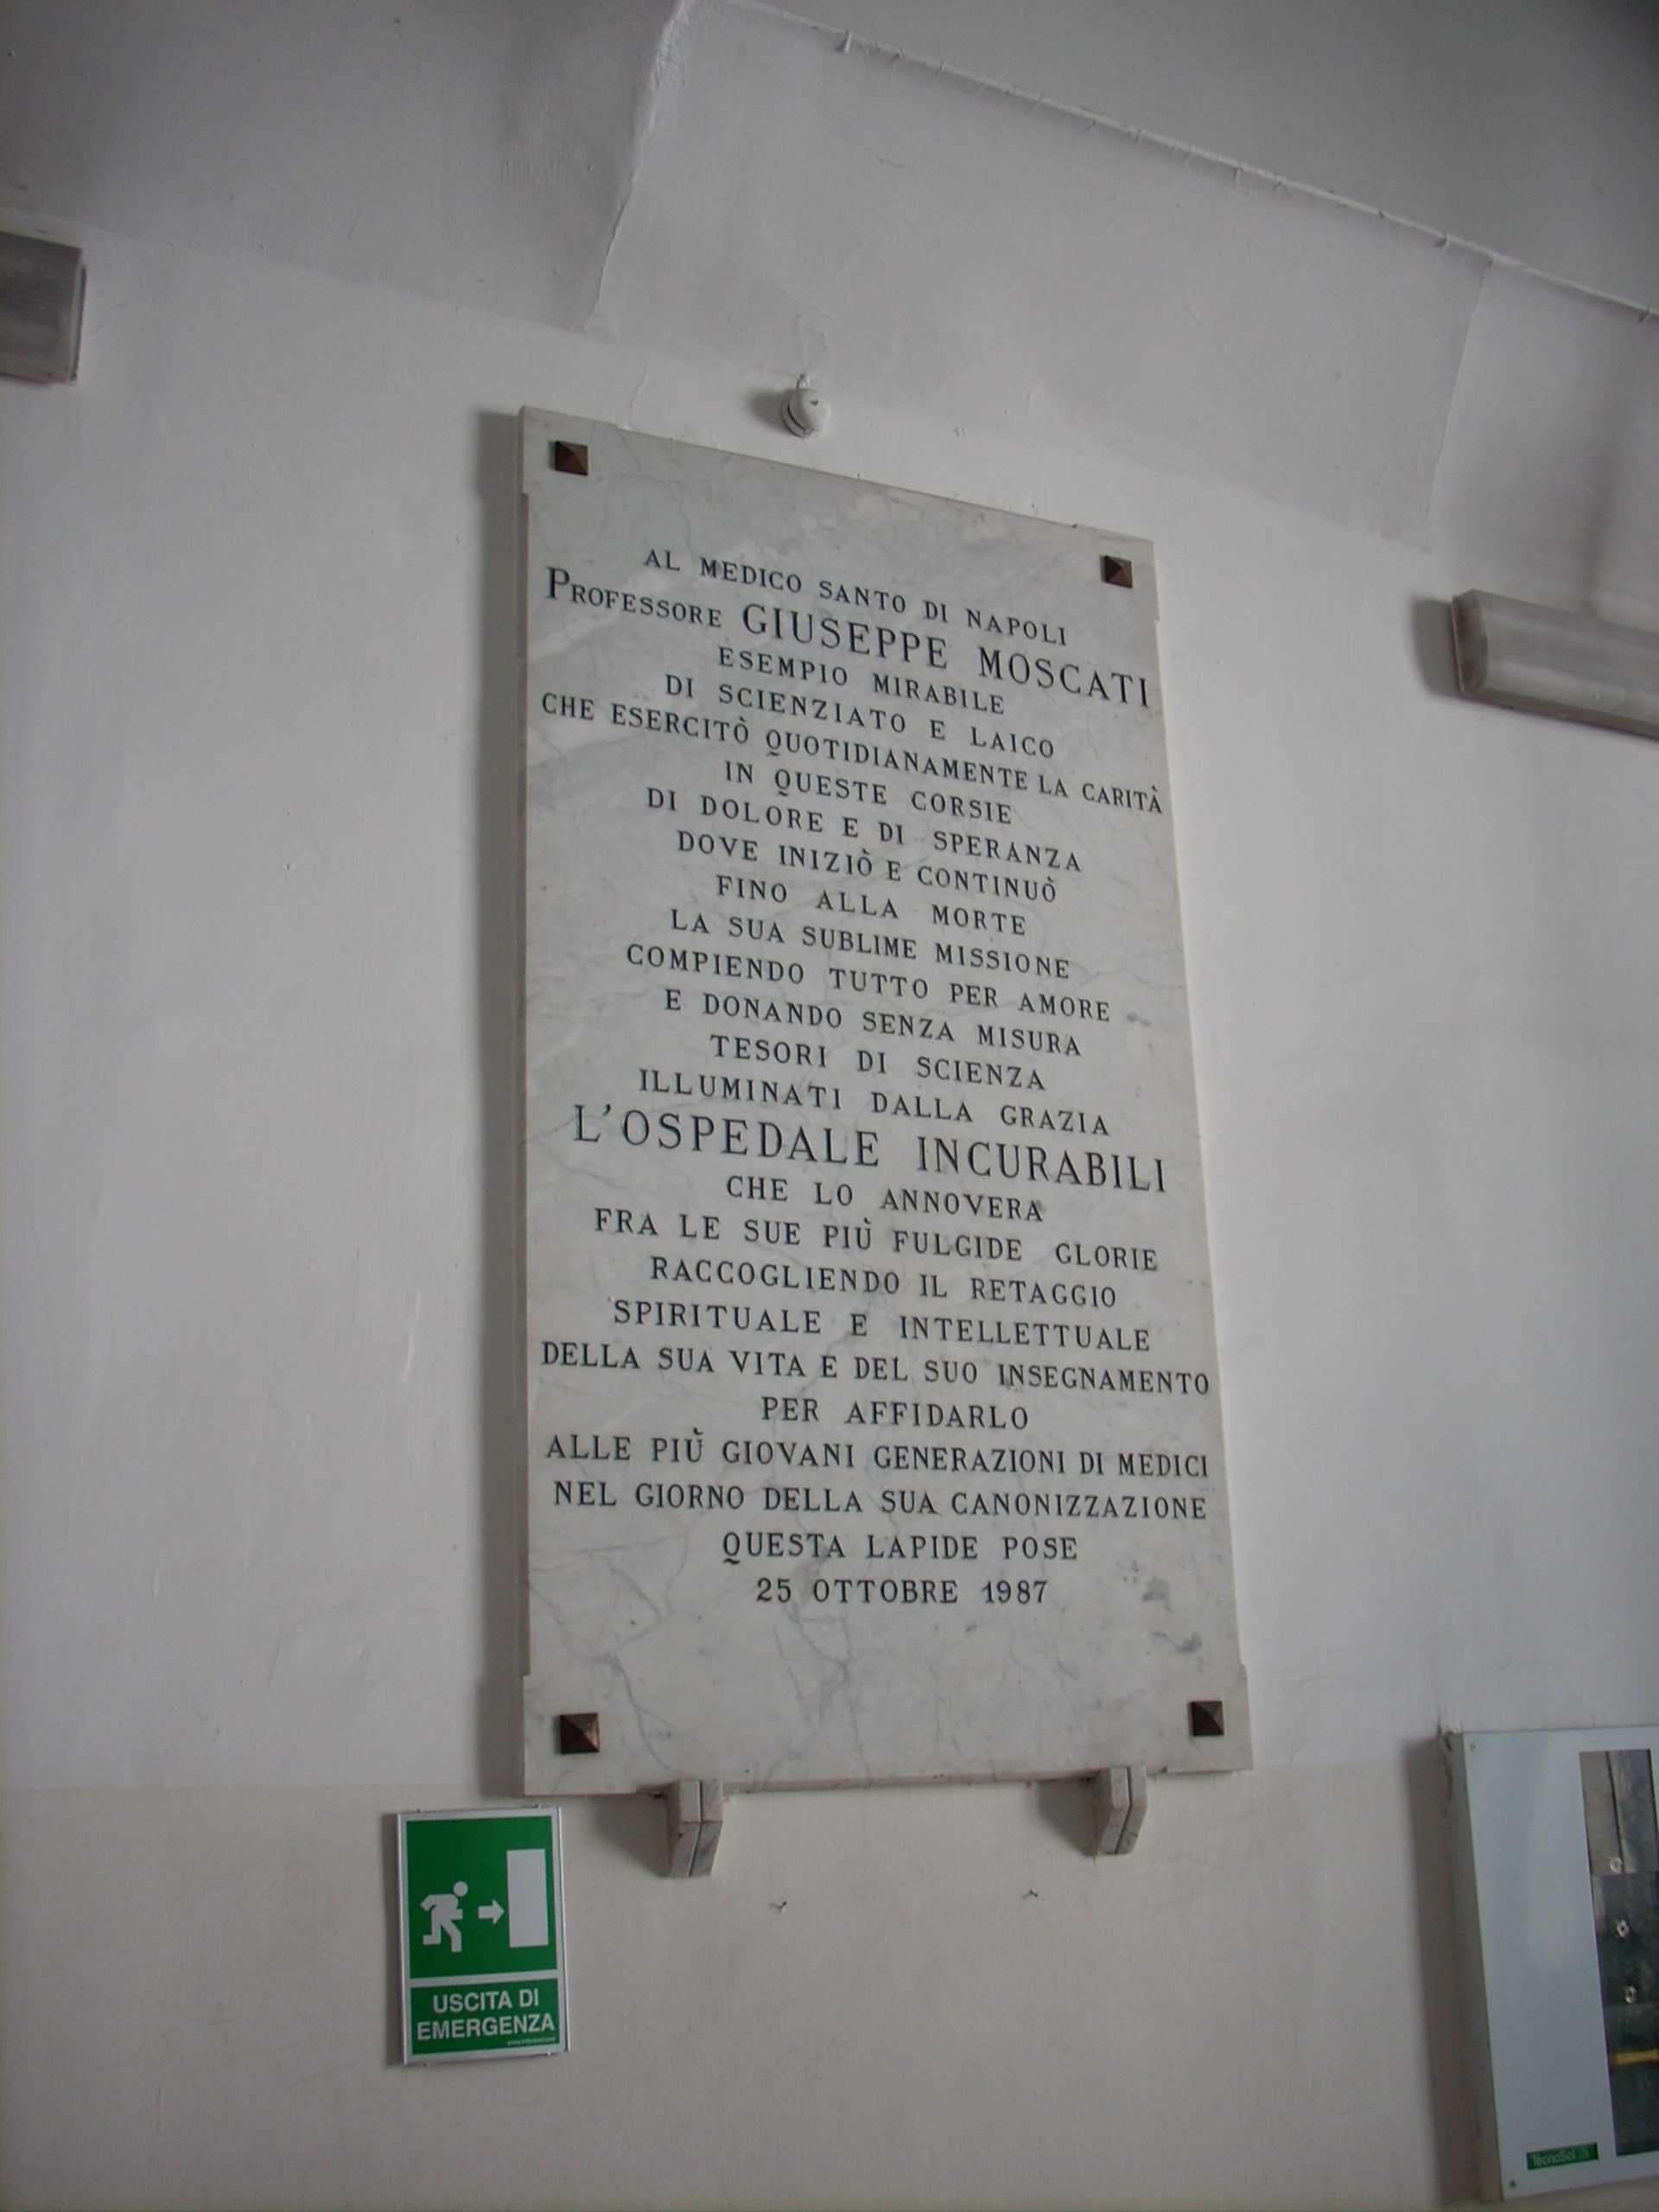 AL MEDICO SANTO DI NAPOLI
PROFESSORE GIUSEPPE MOSCATI
ESEMPIO MIRABILE
DI SCIENZIATO E LAICO
CHE ESERCITÒ QUOTIDIANAMENTE LA CARITÀ
IN QUESTE CORSIE
DI DOLORE E DI SPERANZA
DOVE INIZIÒ E CONTINUÒ
FINO ALLA MORTE
LA SUA SUBLIME MISSIONE
COMPIENDO TUTTO PER AMORE
E DONANDO SENZA MISURA
TESORI DI SCIENZA
ILLUMINATI DALLA GRAZIA
L'OSPEDALE INCURABILI
CHE LO ANNOVERA
FRA LE SUE PIÙ FULGIDE GLORIE
RACCOGLIENDO IL RETAGGIO
SPIRITUALE E INTELLETTUALE
DELLA SUA VITA E DEL SUO INSEGNAMENTO
PER AFFIDARLO
ALLE PIÙ GIOVANI GENERAZIONI DI MEDICI
NEL GIORNO DELLA SUA CANONIZZAZIONE
QUESTA LAPIDE POSE
25 OTTOBRE 1987
USCITA DI
EMERGENZA